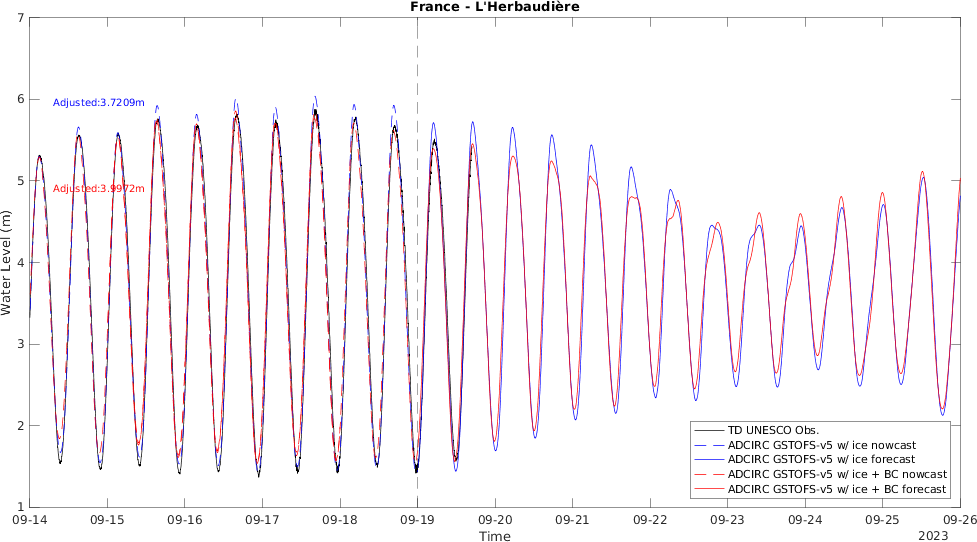 France - L'Herbaudière
7
6
5
4
3
2
1
Water Level (m)
Adjusted:3.7209m
Adjusted:3.9972m
TD UNESCO Obs.
ADCIRC GSTOFS-v5 w/ ice nowcast
ADCIRC GSTOFS-v5 w/ ice forecast
ADCIRC GSTOFS-v5 w/ ice + BC nowcast
ADCIRC GSTOFS-v5 w/ ice + BC forecast
09-14 09-15 09-16 09-17 09-18 09-19 09-20 09-21 09-22 09-23 09-24 09-25 09-26
Time
2023